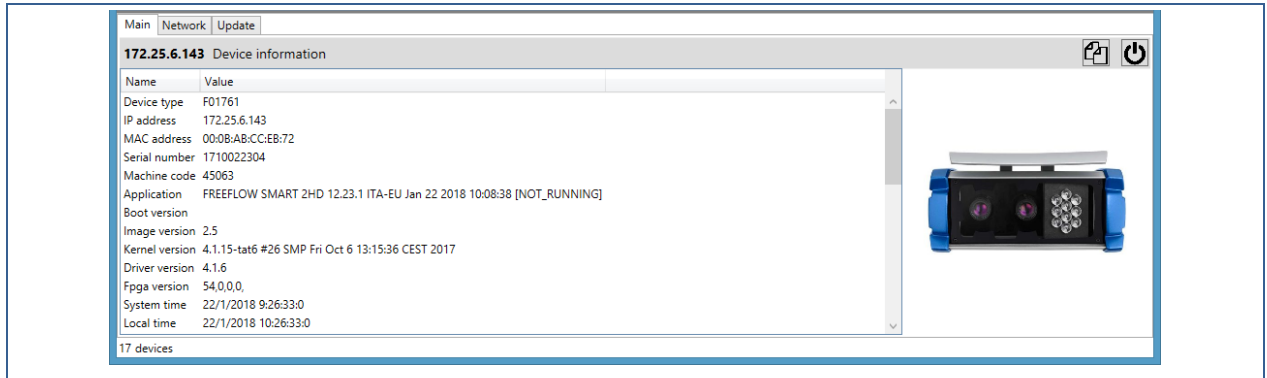 Main Network Update
172.25.6.143 Device information
Name Value
Device type F01761
IP address 172.25.6.143
MAC address 00:0B:AB:CC:EB:72
Serial number 1710022304
Machine code 45063
Application FREEFLOW SMART 2HD 12.23.1 ITA-EU Jan 22 2018 10:08:38 [NOT_RUNNING]
Boot version
Image version 2.5
Kernel version 4.1.15-tat6 #26 SMP Fri Oct 6 13:15:36 CEST 2017
Driver version 4.1.6
Fpga version 54,0,0,0,
System time 22/1/2018 9:26:33:0
Local time 22/1/2018 10:26:33:0
17 devices